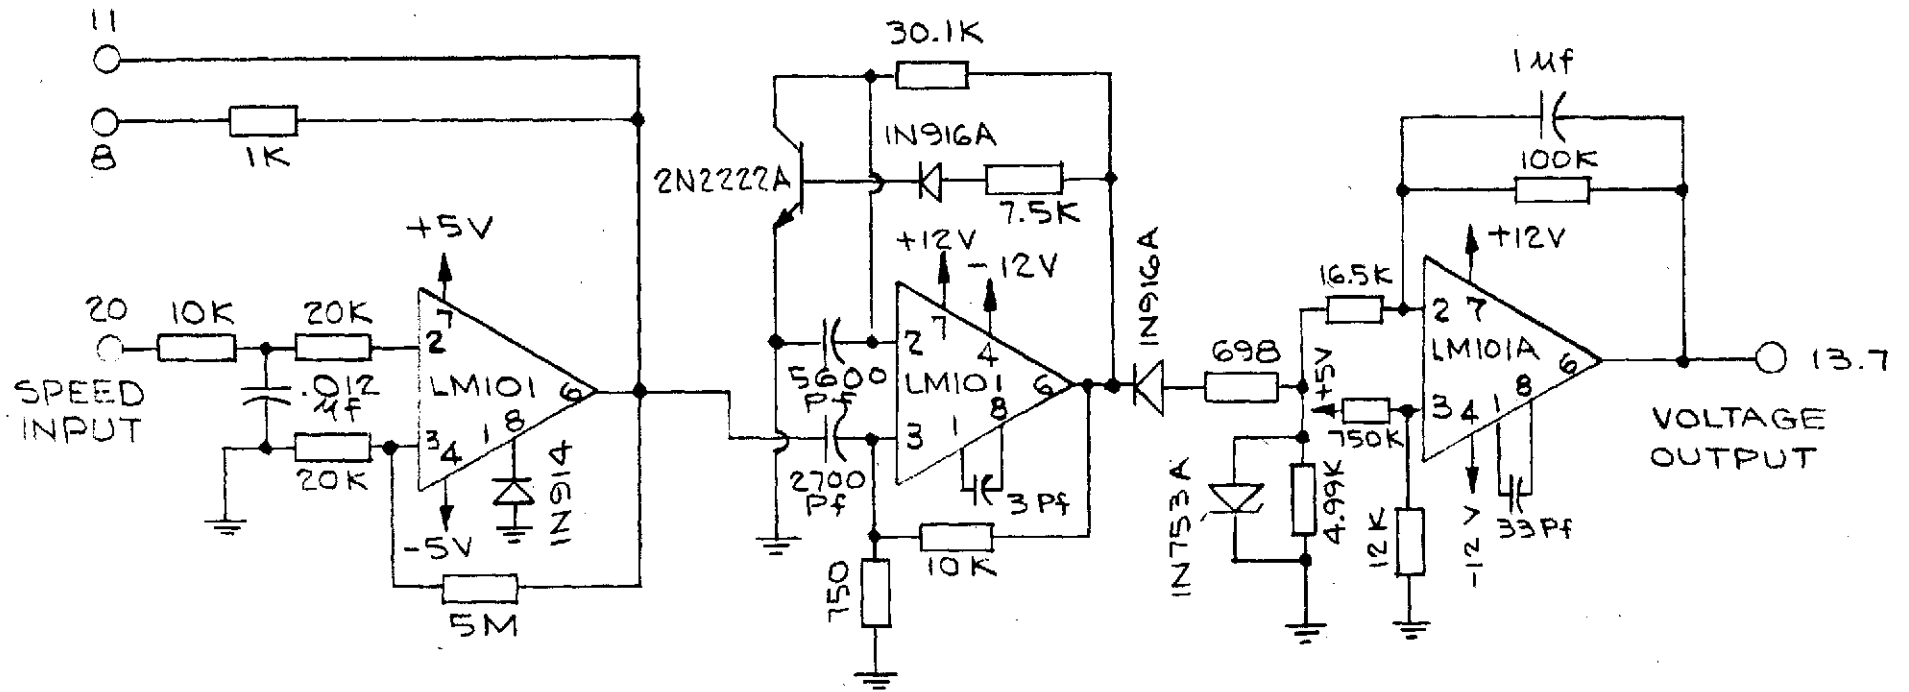 11
8
1K
30.1K
1N916A
2N2222A
7.5K
+5V
+12V
-12V
1N916A
1µf
100K
+12V
16.5K
20
10K
20K
SPEED
INPUT
.012
µf
20K
2
7
LM101
6
8
3
4
1
1N914
-5V
5M
5600
Pf
2700
Pf
2
7
4
LM101
6
3
1
8
3Pf
10K
750
698
+5V
750K
1N753A
4.99K
12K
2
7
LM101A
6
3
4
1
8
-12V
33Pf
13.7
VOLTAGE
OUTPUT